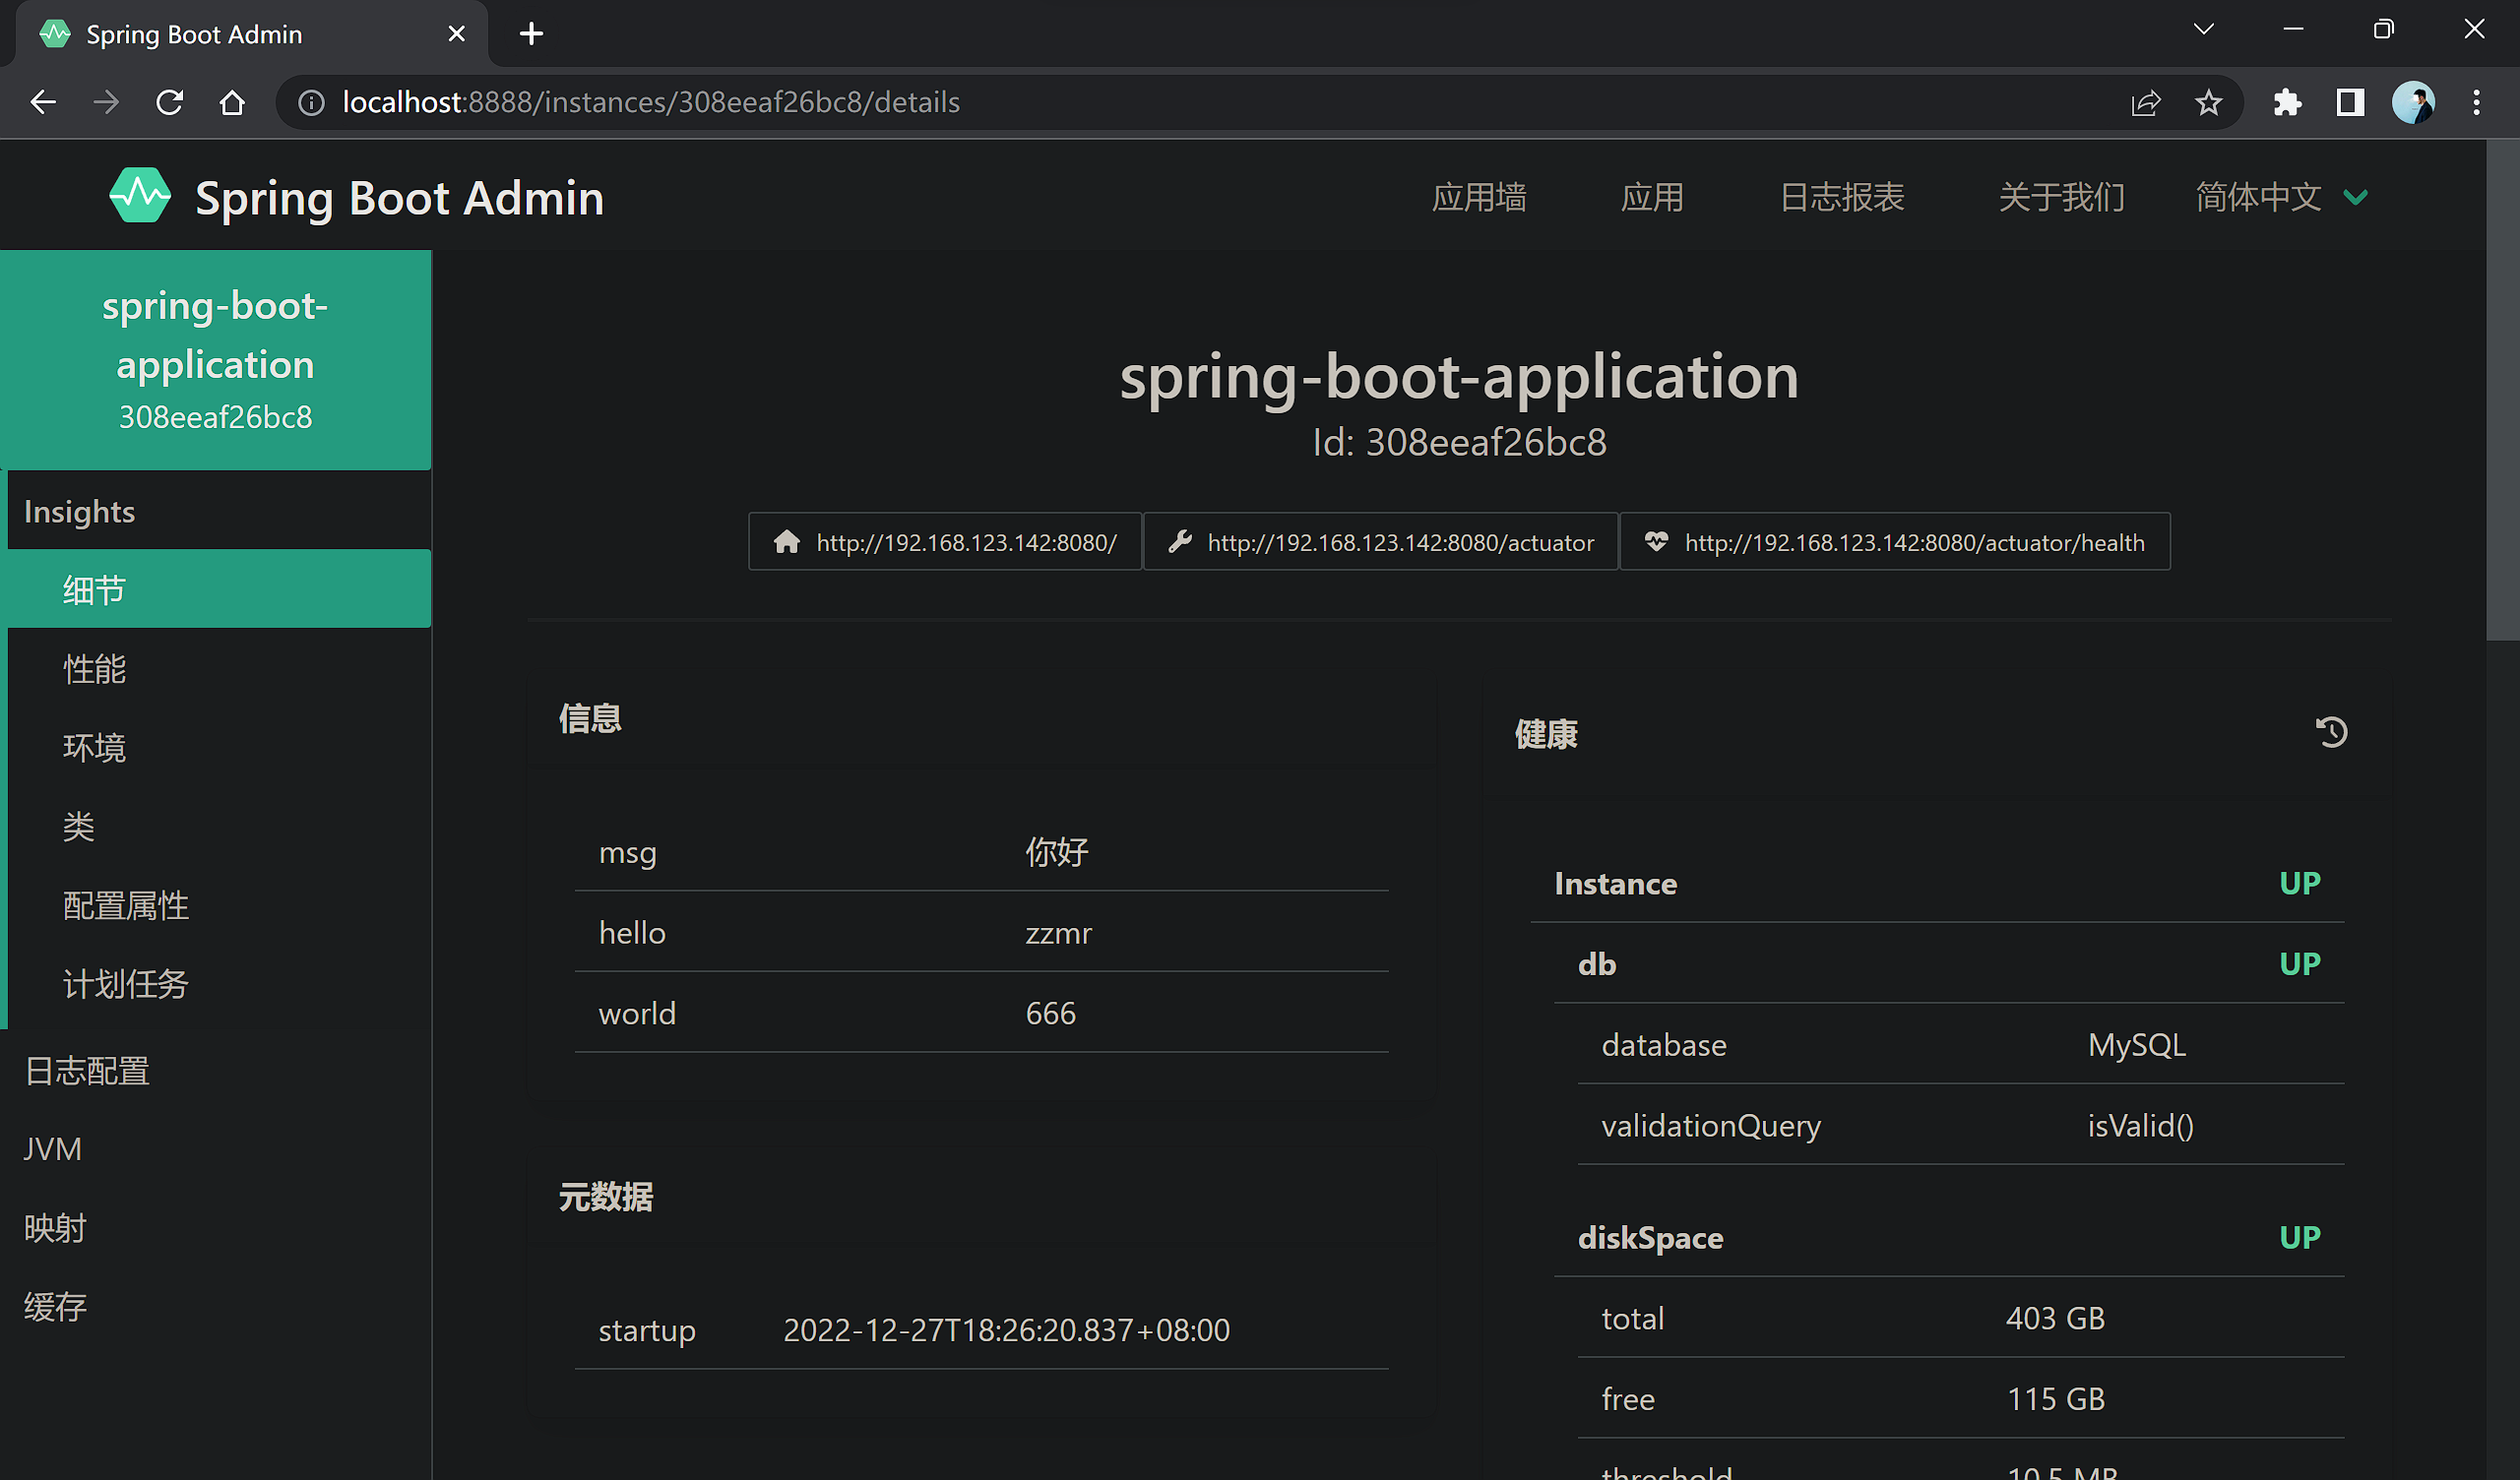 Spring Boot Admin
localhost:8888/instances/308eeaf26bc8/details
Spring Boot Admin
应用墙 应用 日志报表 关于我们 简体中文
spring-boot-
application
308eeaf26bc8
Insights
细节
性能
环境
类
配置属性
计划任务
日志配置
JVM
映射
缓存
spring-boot-application
Id: 308eeaf26bc8
http://192.168.123.142:8080/ http://192.168.123.142:8080/actuator http://192.168.123.142:8080/actuator/health
信息
msg 你好
hello zzmr
world 666
元数据
startup 2022-12-27T18:26:20.837+08:00
健康
Instance UP
db UP
database MySQL
validationQuery isValid()
diskSpace UP
total 403 GB
free 115 GB
threshold 10.5 MB